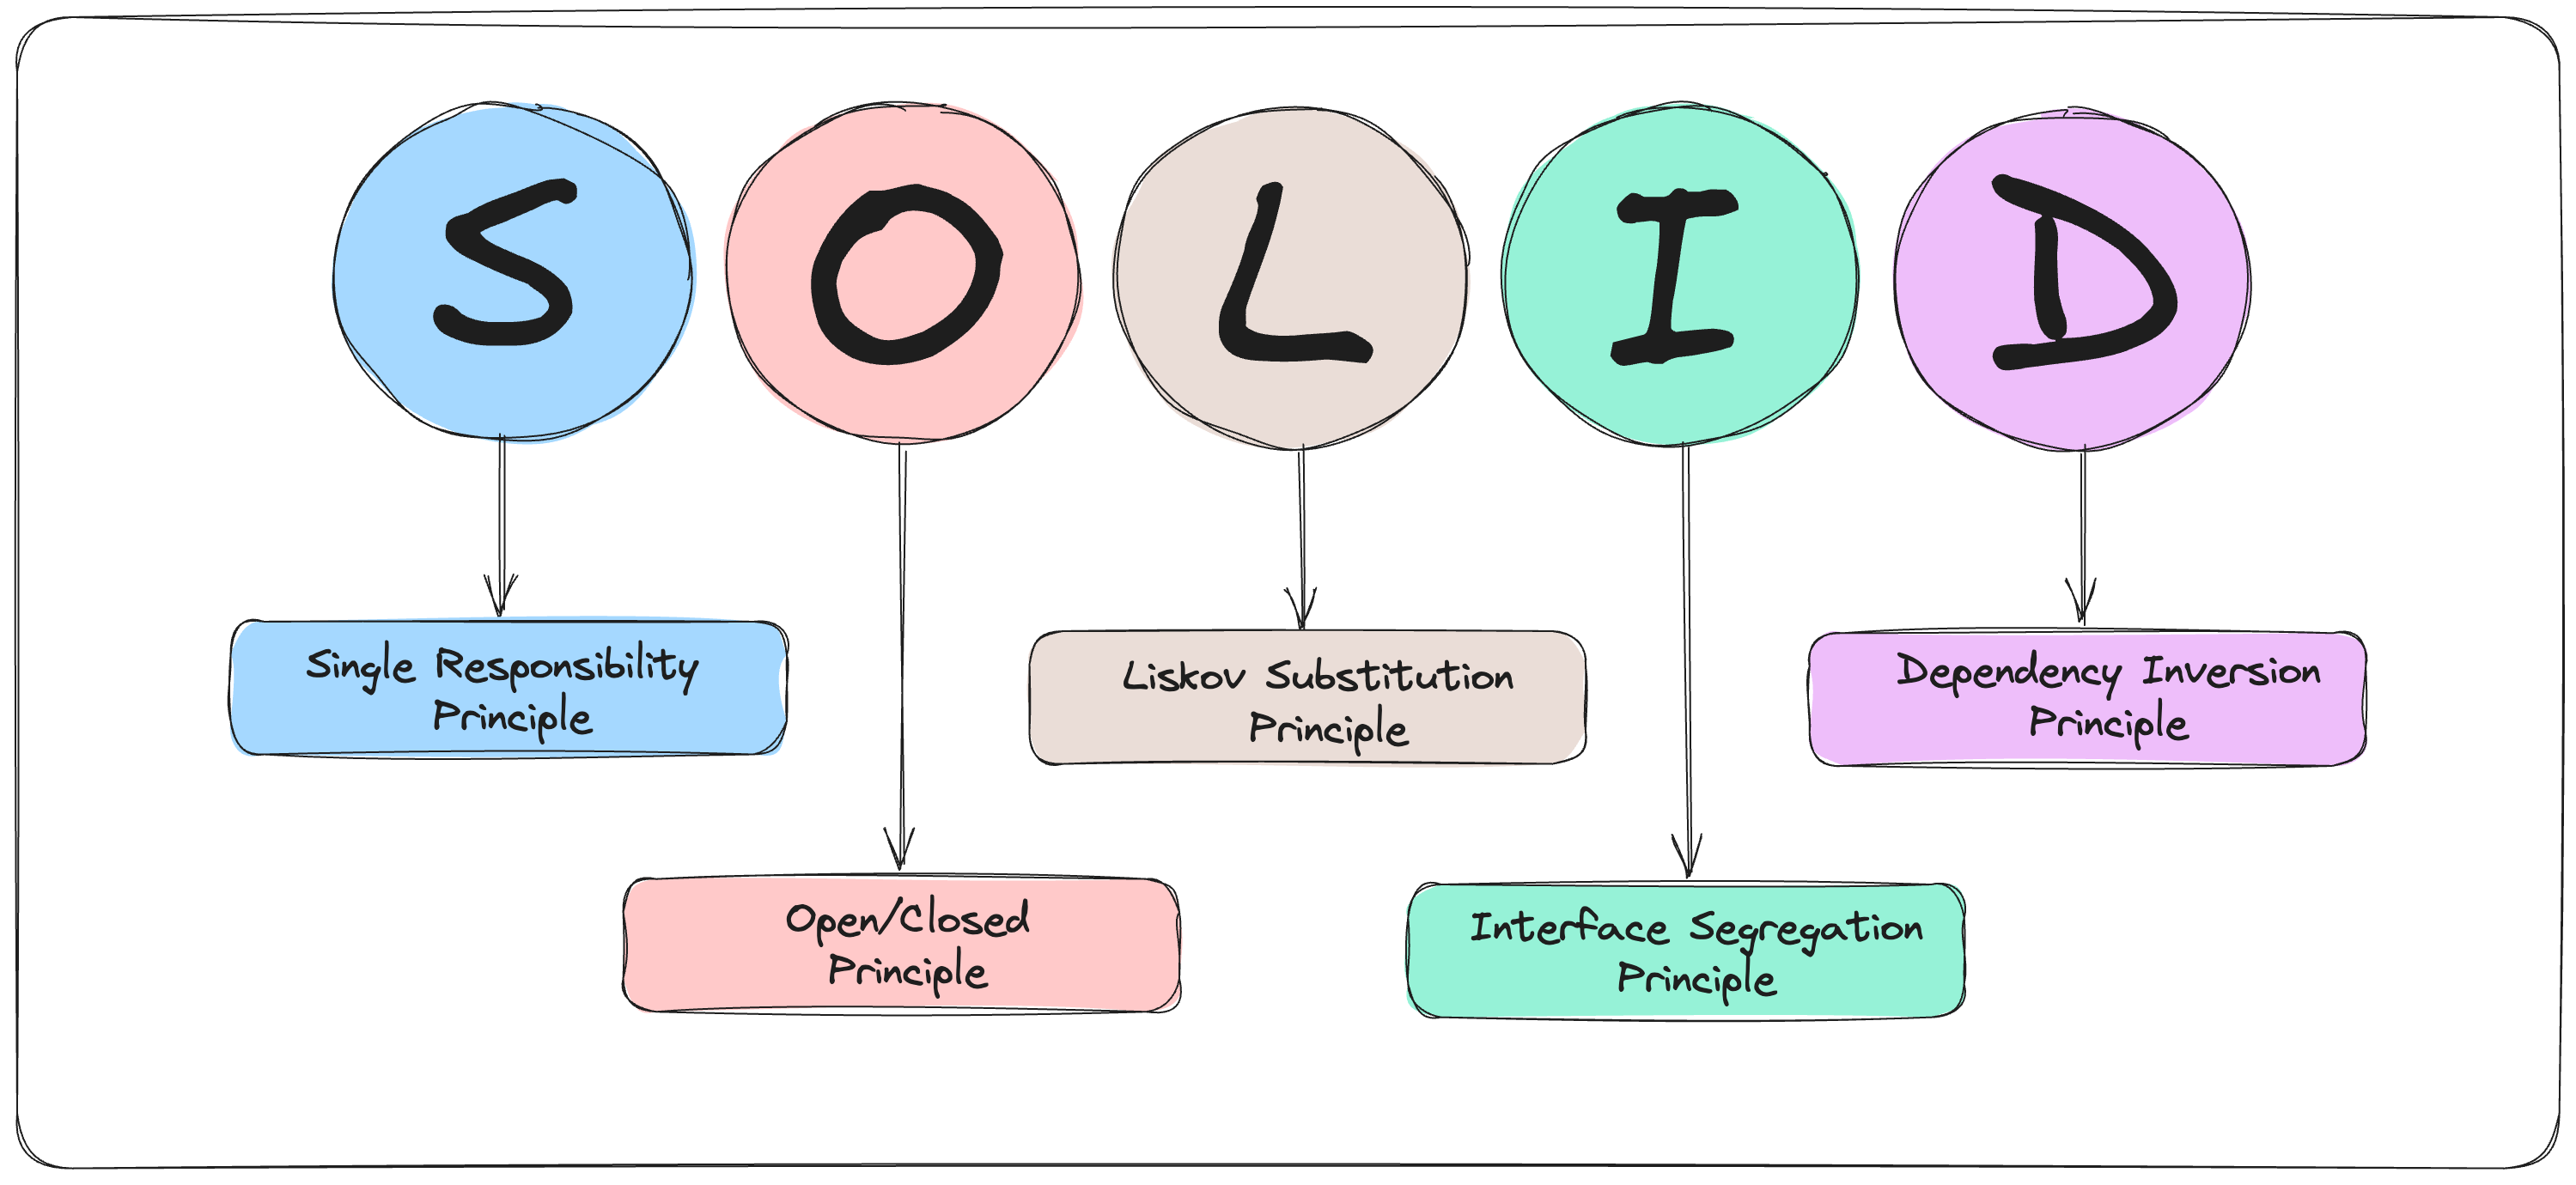 S O L I D
Single Responsibility
Principle
Liskov Substitution
Principle
Dependency Inversion
Principle
Open/Closed
Principle
Interface Segregation
Principle